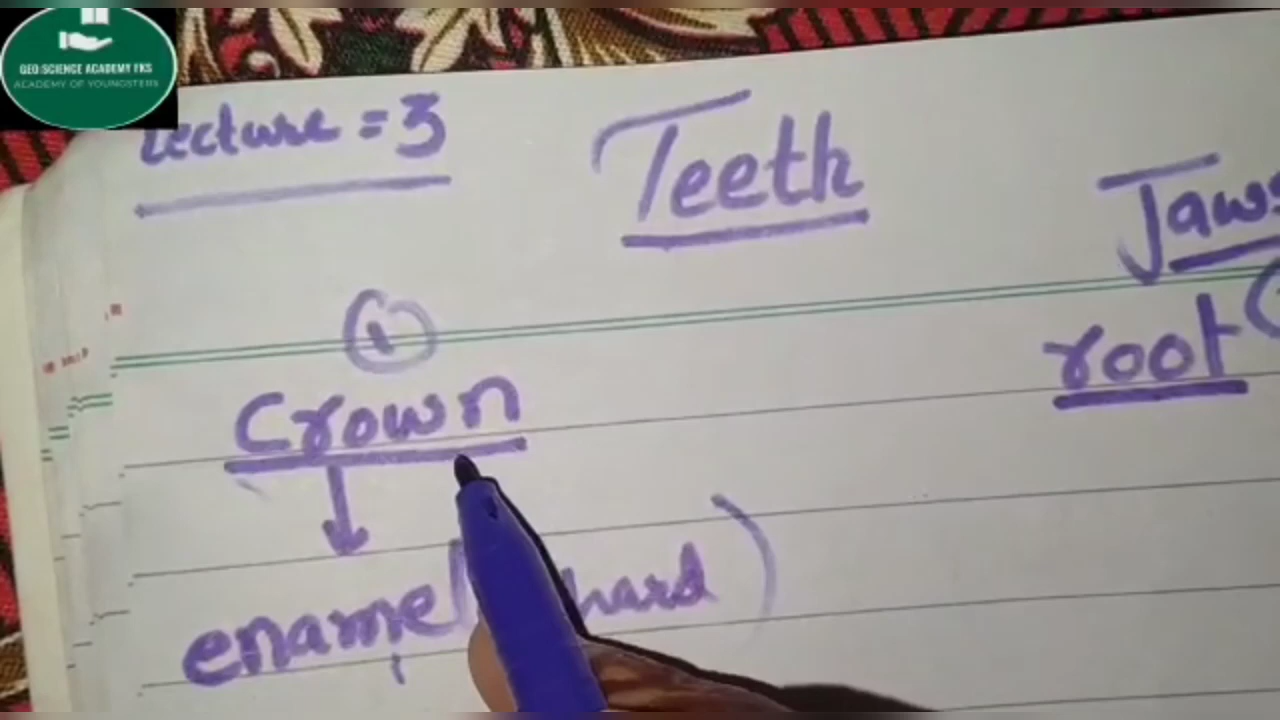 GEO:SCIENCE ACADEMY FKS
ACADEMY OF YOUNGSTERS
Lecture = 3
Teeth
Jaws
1
Crown
root
enamel
hard)